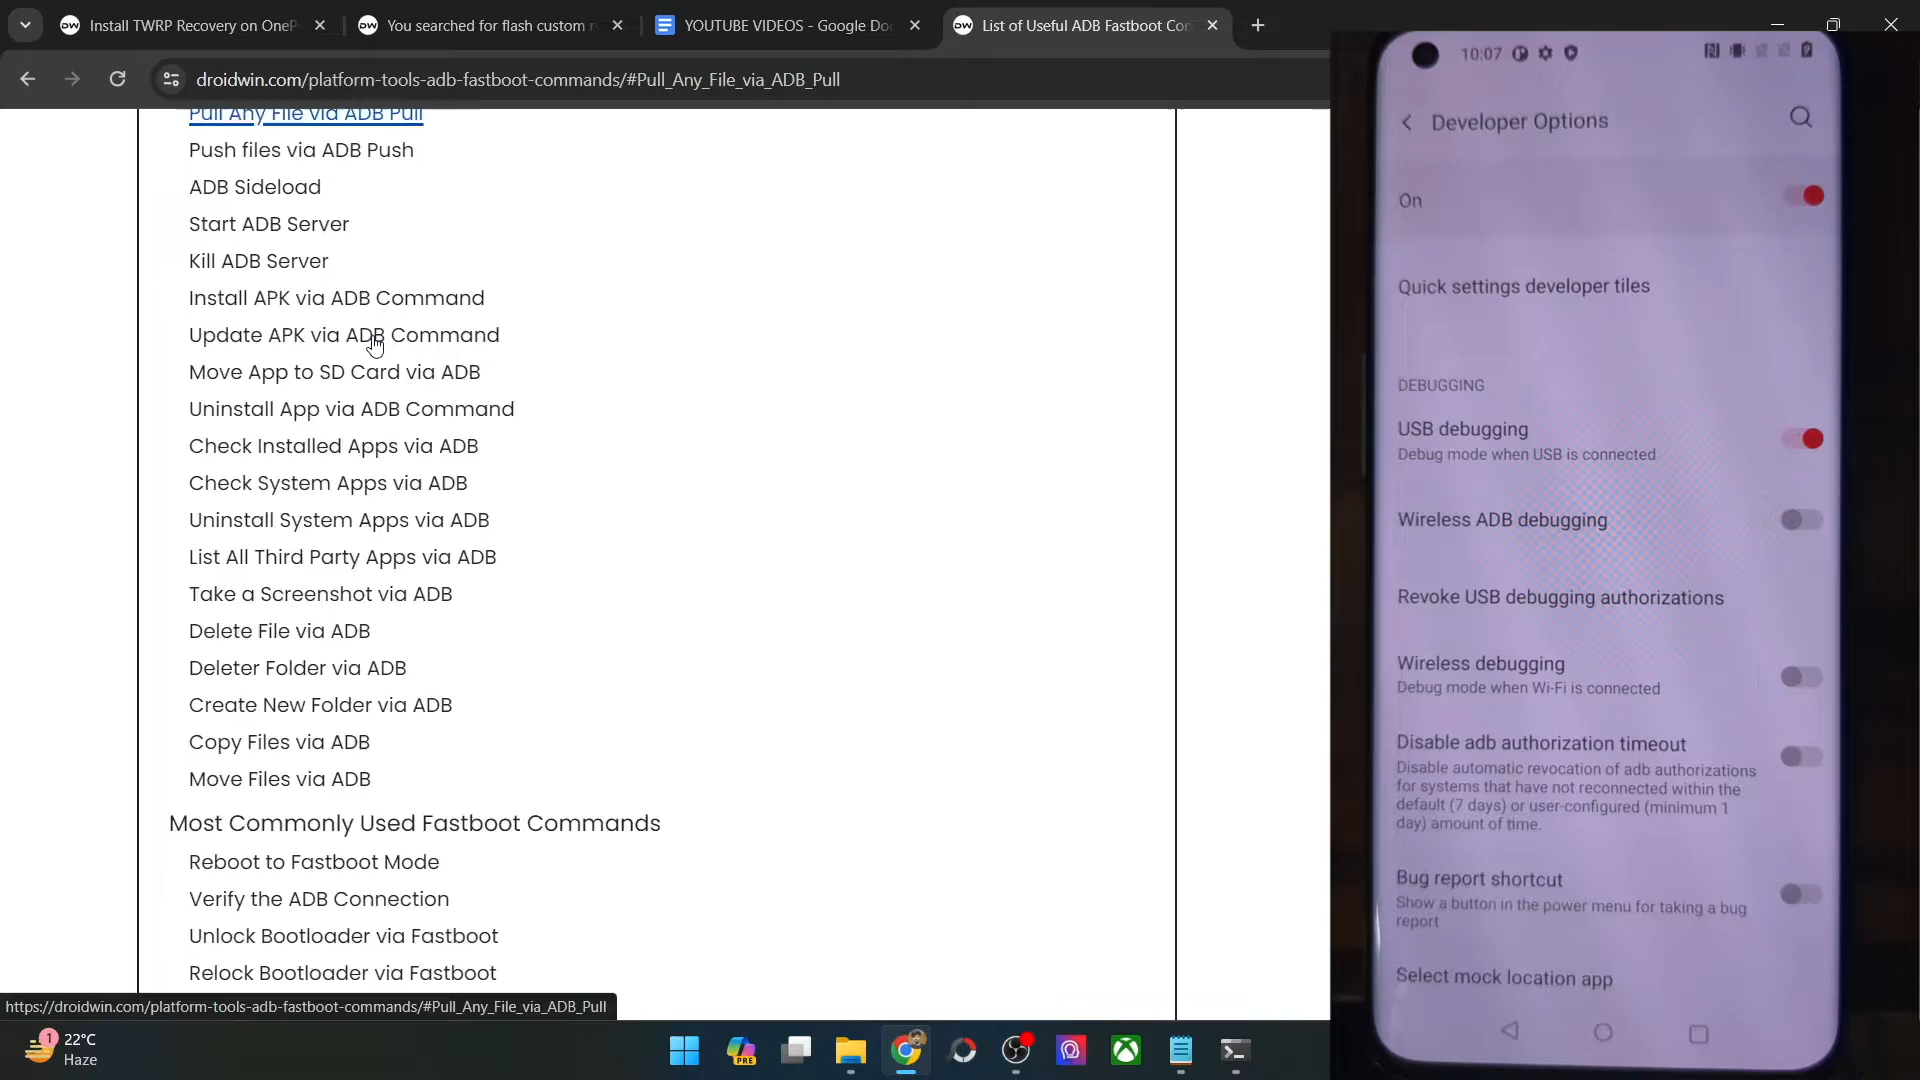 Install TWRP Recovery on OneP
You searched for flash custom r
YOUTUBE VIDEOS - Google Do
List of Useful ADB Fastboot Co
droidwin.com/platform-tools-adb-fastboot-commands/#Pull_Any_File_via_ADB_Pull
Pull Any File via ADB Pull
Push files via ADB Push
ADB Sideload
Start ADB Server
Kill ADB Server
Install APK via ADB Command
Update APK via ADB Command
Move App to SD Card via ADB
Uninstall App via ADB Command
Check Installed Apps via ADB
Check System Apps via ADB
Uninstall System Apps via ADB
List All Third Party Apps via ADB
Take a Screenshot via ADB
Delete File via ADB
Deleter Folder via ADB
Create New Folder via ADB
Copy Files via ADB
Move Files via ADB
Most Commonly Used Fastboot Commands
Reboot to Fastboot Mode
Verify the ADB Connection
Unlock Bootloader via Fastboot
Relock Bootloader via Fastboot
https://droidwin.com/platform-tools-adb-fastboot-commands/#Pull_Any_File_via_ADB_Pull
1
22°C
Haze
PRE
10:07
Developer Options
On
Quick settings developer tiles
DEBUGGING
USB debugging
Debug mode when USB is connected
Wireless ADB debugging
Revoke USB debugging authorizations
Wireless debugging
Debug mode when Wi-Fi is connected
Disable adb authorization timeout
Disable automatic revocation of adb authorizations
for systems that have not reconnected within the
default (7 days) or user-configured (minimum 1
day) amount of time.
Bug report shortcut
Show a button in the power menu for taking a bug
report
Select mock location app